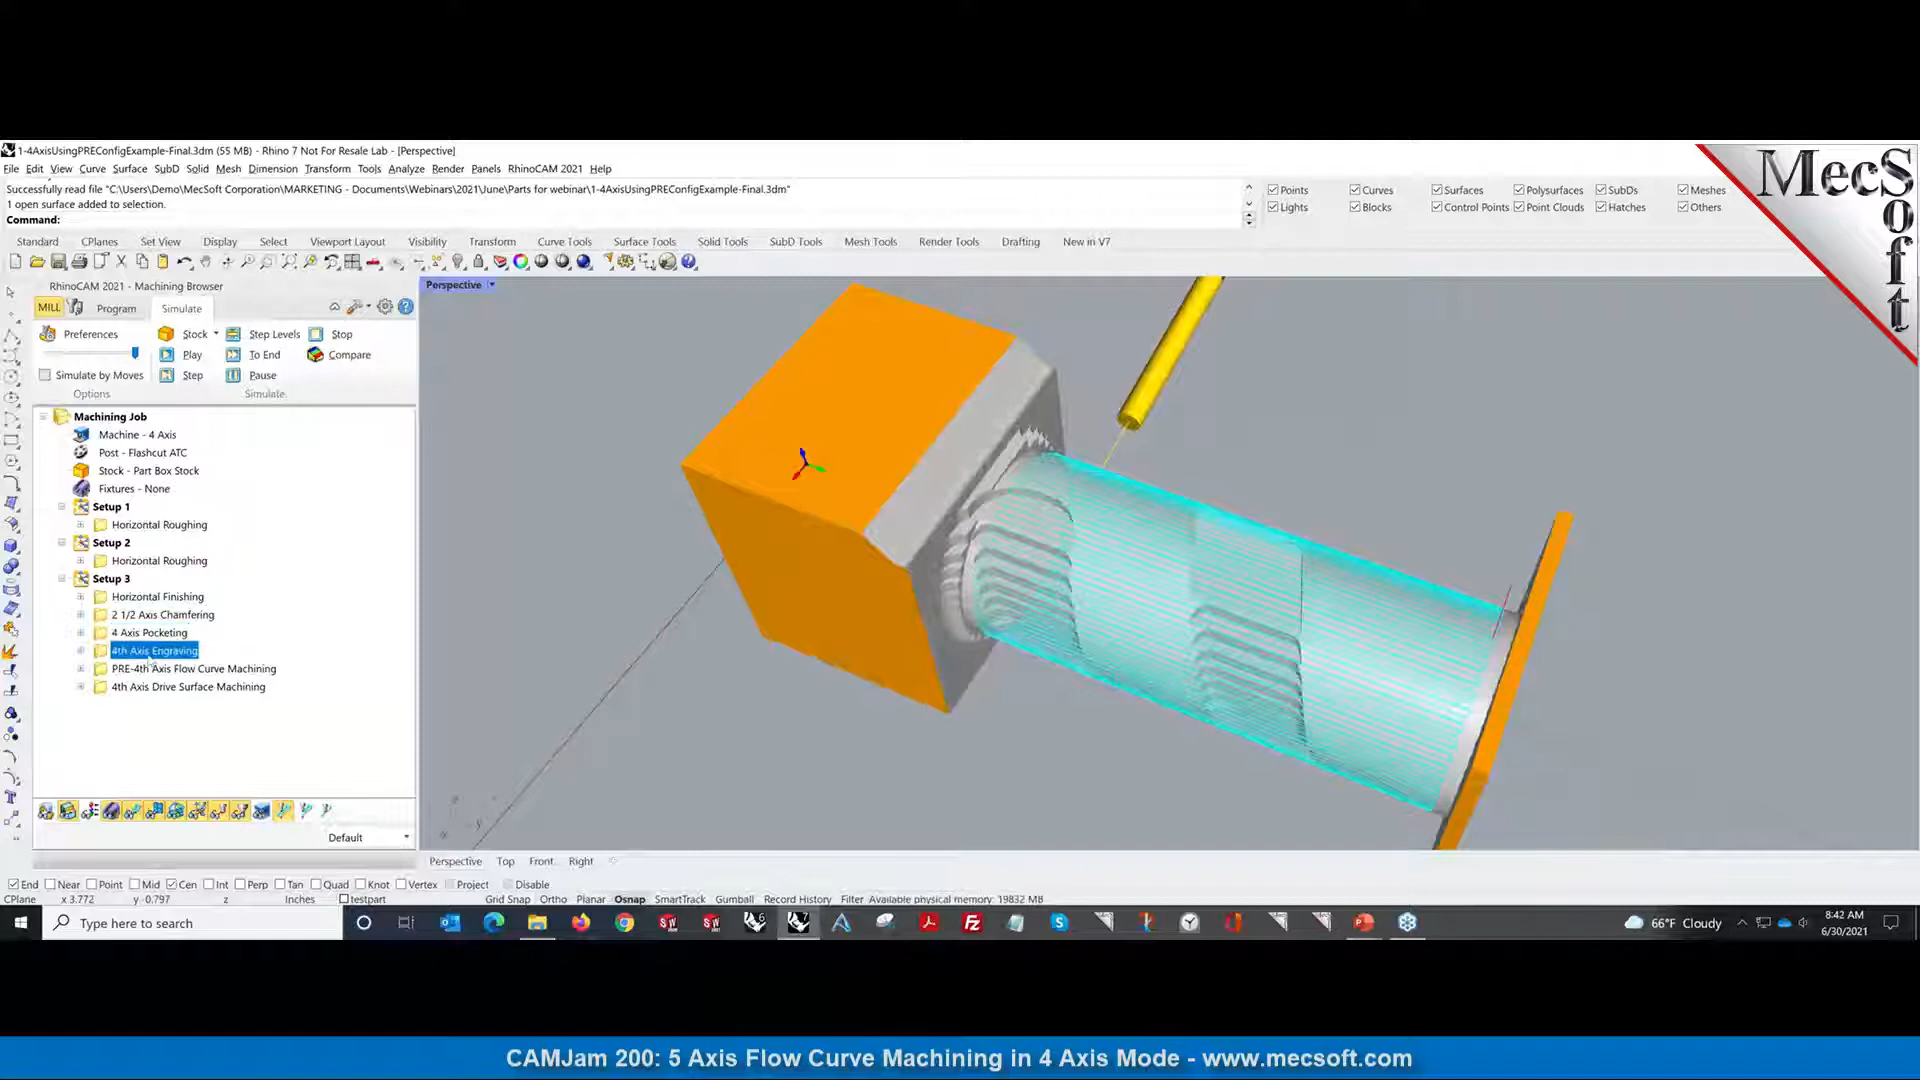 1-4AxisUsingPREConfigExample-Final.3dm (55 MB) - Rhino 7 Not For Resale Lab - [Perspective]
File Edit View Curve Surface SubD Solid Mesh Dimension Transform Tools Analyze Render Panels RhinoCAM 2021 Help
Successfully read file "C:\Users\Demo\MecSoft Corporation\MARKETING - Documents\Webinars\2021\June\Parts for webinar\1-4AxisUsingPREConfigExample-Final.3dm"
1 open surface added to selection.
Command:
Points Curves Surfaces Polysurfaces SubDs Meshes
Lights Blocks Control Points Point Clouds Hatches Others
MecSoft
Standard CPlanes Set View Display Select Viewport Layout Visibility Transform Curve Tools Surface Tools Solid Tools SubD Tools Mesh Tools Render Tools Drafting New in V7
RhinoCAM 2021 - Machining Browser
Perspective
MILL Program Simulate
Preferences Stock Step Levels Stop
Play To End Compare
Simulate by Moves Step Pause
Options Simulate
Machining Job
Machine - 4 Axis
Post - Flashcut ATC
Stock - Part Box Stock
Fixtures - None
Setup 1
Horizontal Roughing
Setup 2
Horizontal Roughing
Setup 3
Horizontal Finishing
2 1/2 Axis Chamfering
4 Axis Pocketing
4th Axis Engraving
PRE-4th Axis Flow Curve Machining
4th Axis Drive Surface Machining
Default
Perspective Top Front Right
End Near Point Mid Cen Int Perp Tan Quad Knot Vertex Project Disable
CPlane x 3.772 y -0.797 z Inches testpart Grid Snap Ortho Planar Osnap SmartTrack Gumball Record History Filter Available physical memory: 19832 MB
Type here to search
66°F Cloudy
8:42 AM
6/30/2021
CAMJam 200: 5 Axis Flow Curve Machining in 4 Axis Mode - www.mecsoft.com